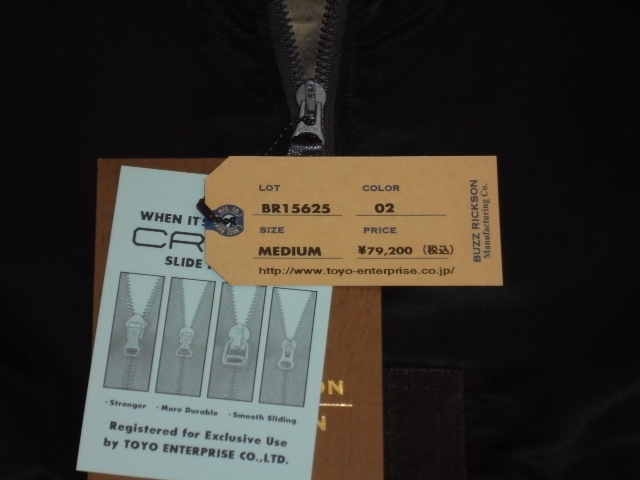 LOT COLOR
BR15625 02
SIZE PRICE
MEDIUM ¥79,200 (税込)
http://www.toyo-enterprise.co.jp/
BUZZ RICKSON
Manufacturing Co.
WHEN IT'S
CR
SLIDE
· Stronger · More Durable · Smooth Sliding
Registered for Exclusive Use
by TOYO ENTERPRISE CO.,LTD.
ON
N